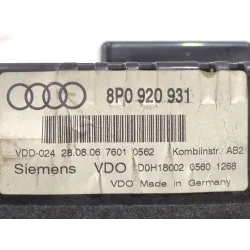 8P0 920 931
VDD-024 28.08.06 7601 0562 Kombiinstr. AB2
Siemens VDO D0H18002 0560 1268
VDO Made in Germany